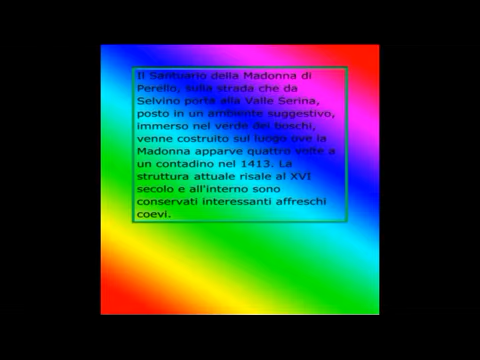 Il Santuario della Madonna di
Perello, sulla strada che da
Selvino porta alla Valle Serina,
posto in un ambiente suggestivo,
immerso nel verde dei boschi,
venne costruito sul luogo ove la
Madonna apparve quattro volte a
un contadino nel 1413. La
struttura attuale risale al XVI
secolo e all'interno sono
conservati interessanti affreschi
coevi.